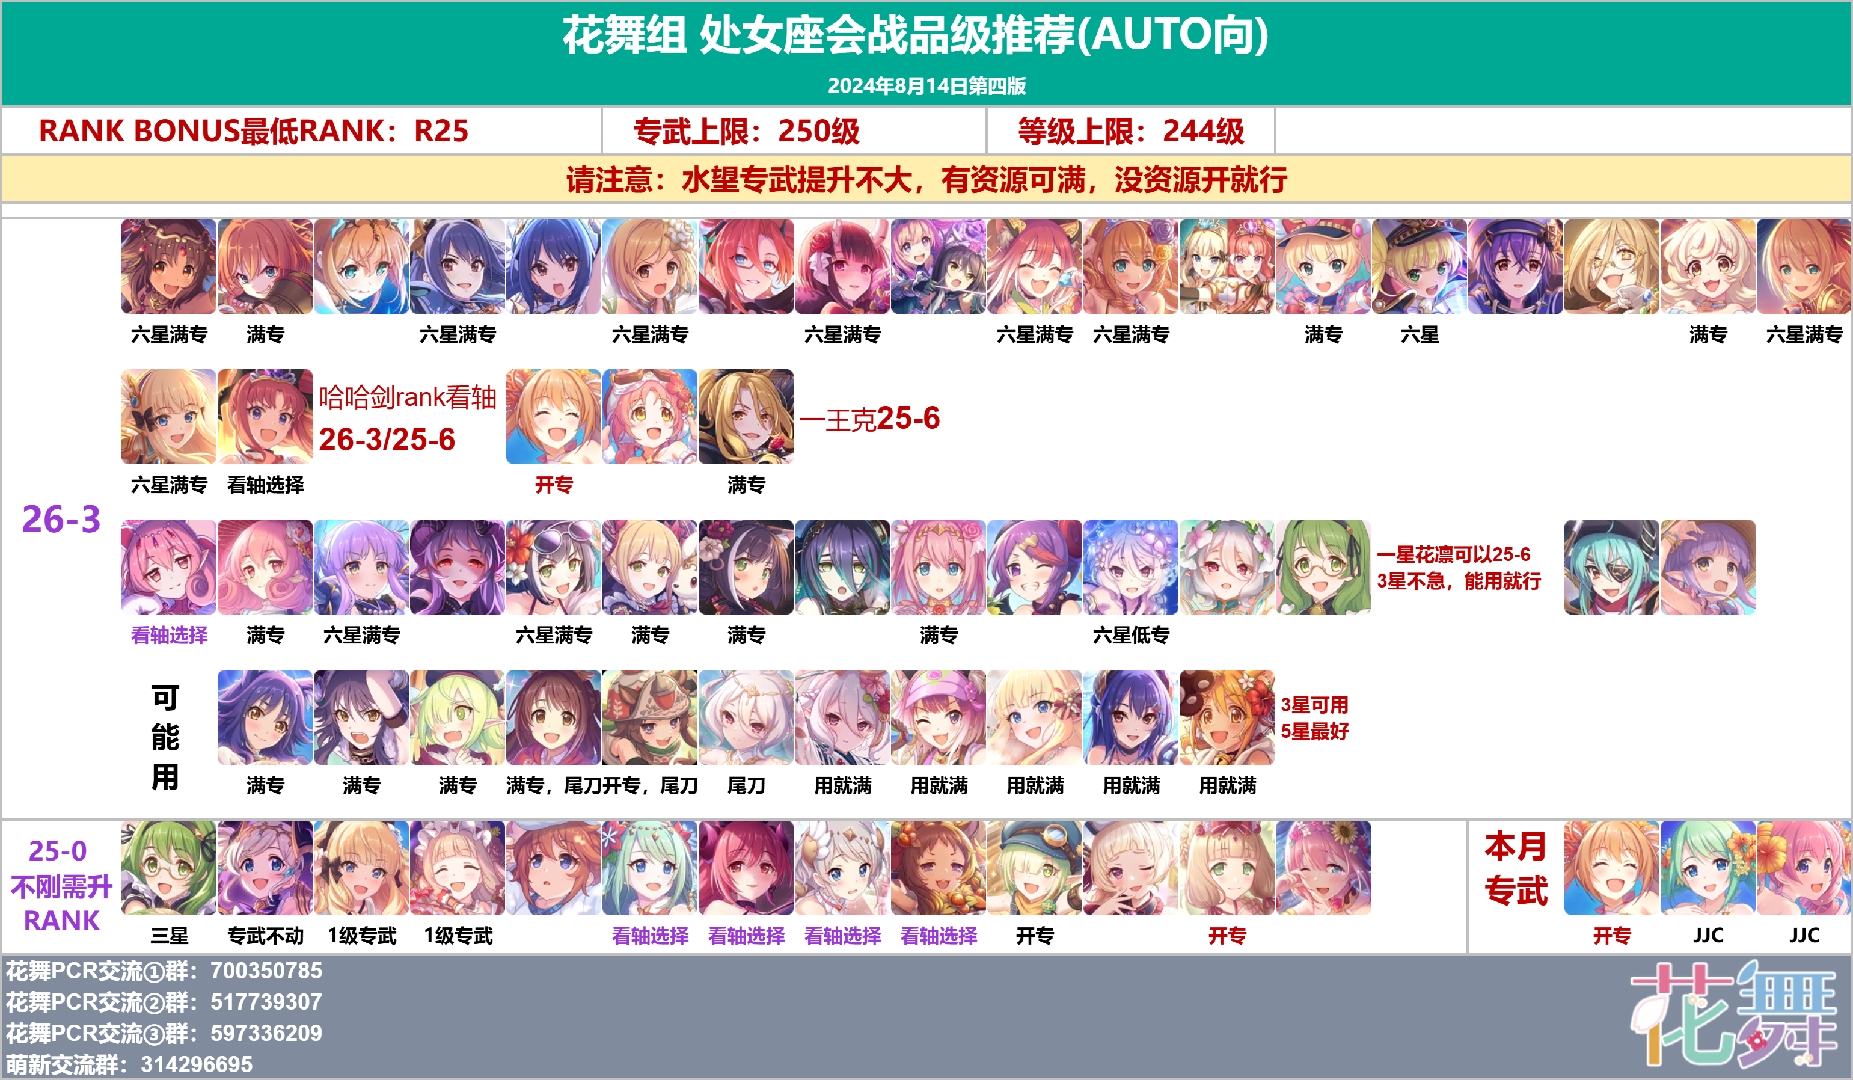 花舞组 处女座会战品级推荐(AUTO向)
2024年8月14日第四版
RANK BONUS最低RANK：R25
专武上限：250级
等级上限：244级
请注意：水望专武提升不大，有资源可满，没资源开就行
26-3
六星满专
满专
六星满专
六星满专
六星满专
六星满专
六星满专
满专
六星
满专
六星满专
哈哈剑rank看轴
26-3/25-6
一王克25-6
六星满专
看轴选择
开专
满专
一星花凛可以25-6
3星不急，能用就行
看轴选择
满专
六星满专
六星满专
满专
满专
满专
六星低专
可
能
用
3星可用
5星最好
满专
满专
满专
满专，尾刀
开专，尾刀
尾刀
用就满
用就满
用就满
用就满
用就满
25-0
不刚需升
RANK
三星
专武不动
1级专武
1级专武
看轴选择
看轴选择
看轴选择
看轴选择
开专
开专
本月
专武
开专
JJC
JJC
花舞PCR交流①群：700350785
花舞PCR交流②群：517739307
花舞PCR交流③群：597336209
萌新交流群：314296695
花舞